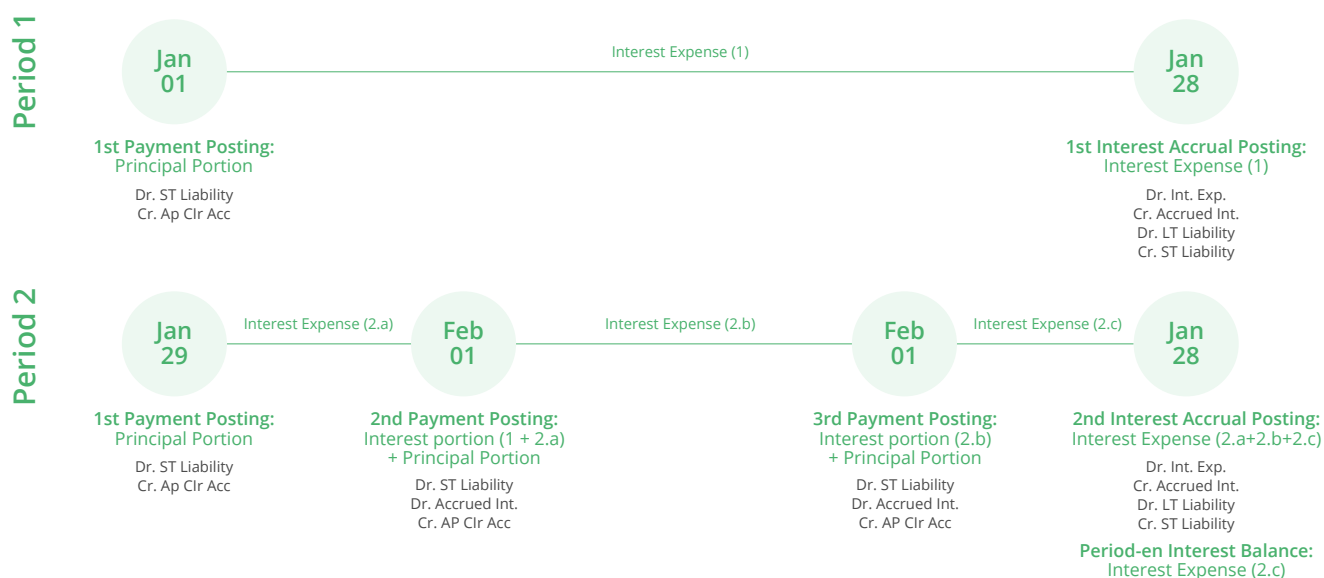 Period 1
Jan
01
Interest Expense (1)
Jan
28
1st Payment Posting:
Principal Portion
Dr. ST Liability
Cr. Ap Clr Acc
1st Interest Accrual Posting:
Interest Expense (1)
Dr. Int. Exp.
Cr. Accrued Int.
Dr. LT Liability
Cr. ST Liability
Period 2
Jan
29
Interest Expense (2.a)
Feb
01
Interest Expense (2.b)
Feb
01
Interest Expense (2.c)
Jan
28
1st Payment Posting:
Principal Portion
Dr. ST Liability
Cr. Ap Clr Acc
2nd Payment Posting:
Interest portion (1 + 2.a)
+ Principal Portion
Dr. ST Liability
Dr. Accrued Int.
Cr. AP Clr Acc
3rd Payment Posting:
Interest portion (2.b)
+ Principal Portion
Dr. ST Liability
Dr. Accrued Int.
Cr. AP Clr Acc
2nd Interest Accrual Posting:
Interest Expense (2.a+2.b+2.c)
Dr. Int. Exp.
Cr. Accrued Int.
Dr. LT Liability
Cr. ST Liability
Period-en Interest Balance:
Interest Expense (2.c)